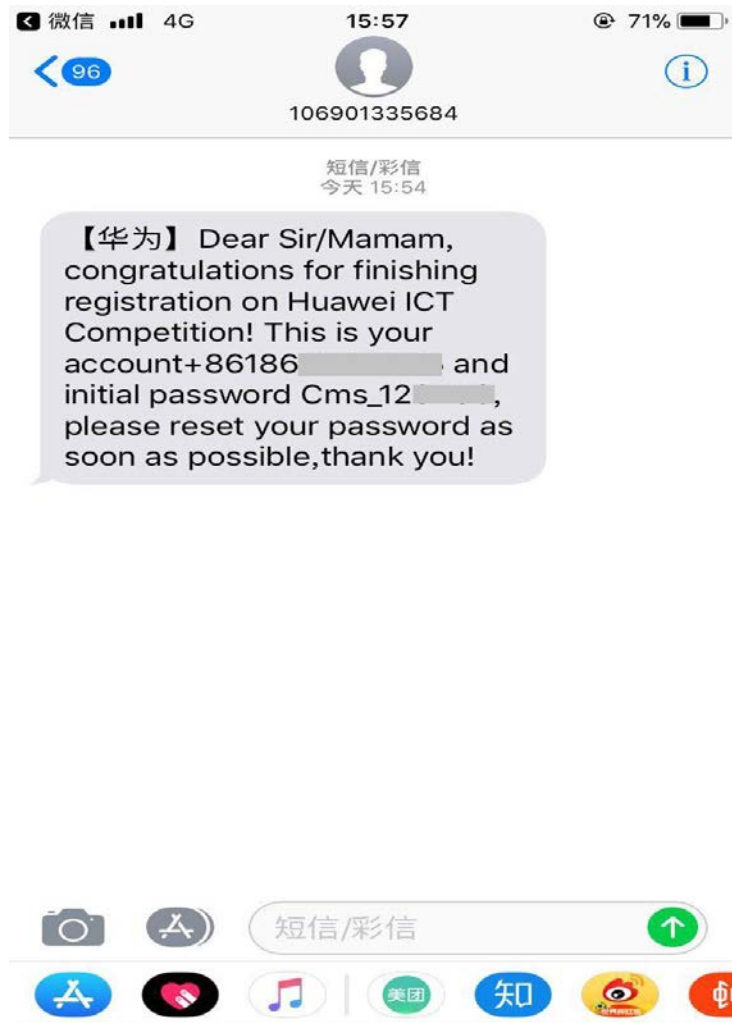 微信 4G 15:57 71%
96
106901335684
短信/彩信
今天 15:54
【华为】Dear Sir/Mamam,
congratulations for finishing
registration on Huawei ICT
Competition! This is your
account+86186 and
initial password Cms_12 ,
please reset your password as
soon as possible,thank you!
短信/彩信
美团 知